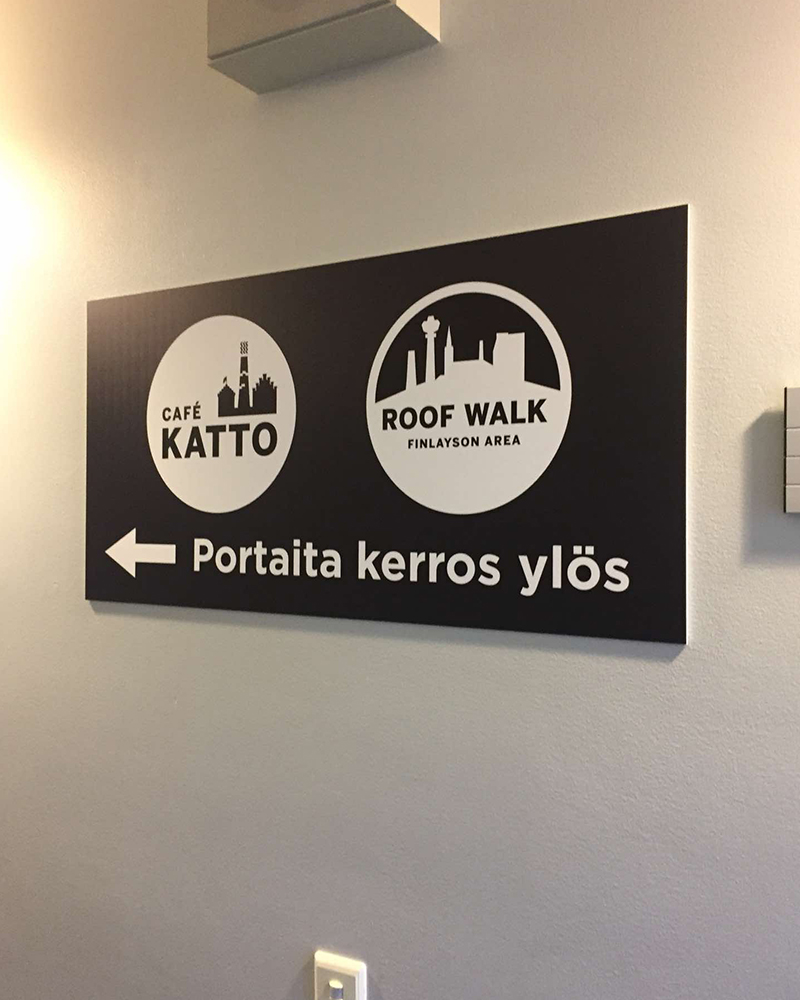 CAFÉ
KATTO
ROOF WALK
FINLAYSON AREA
Portaita kerros ylös